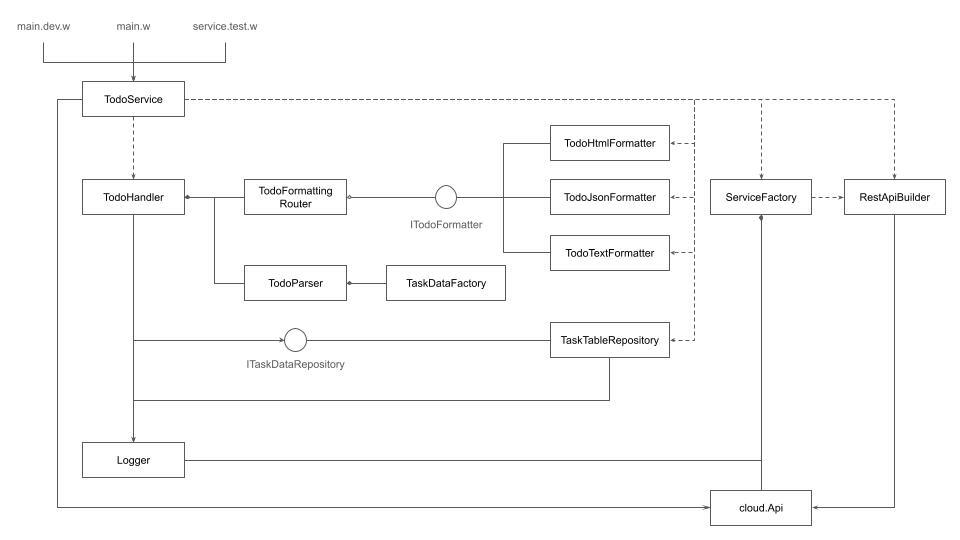 main.dev.w
main.w
service.test.w
TodoService
TodoHtmlFormatter
TodoHandler
TodoFormatting
Router
ITodoFormatter
TodoJsonFormatter
ServiceFactory
RestApiBuilder
TodoTextFormatter
TodoParser
TaskDataFactory
ITaskDataRepository
TaskTableRepository
Logger
cloud.Api